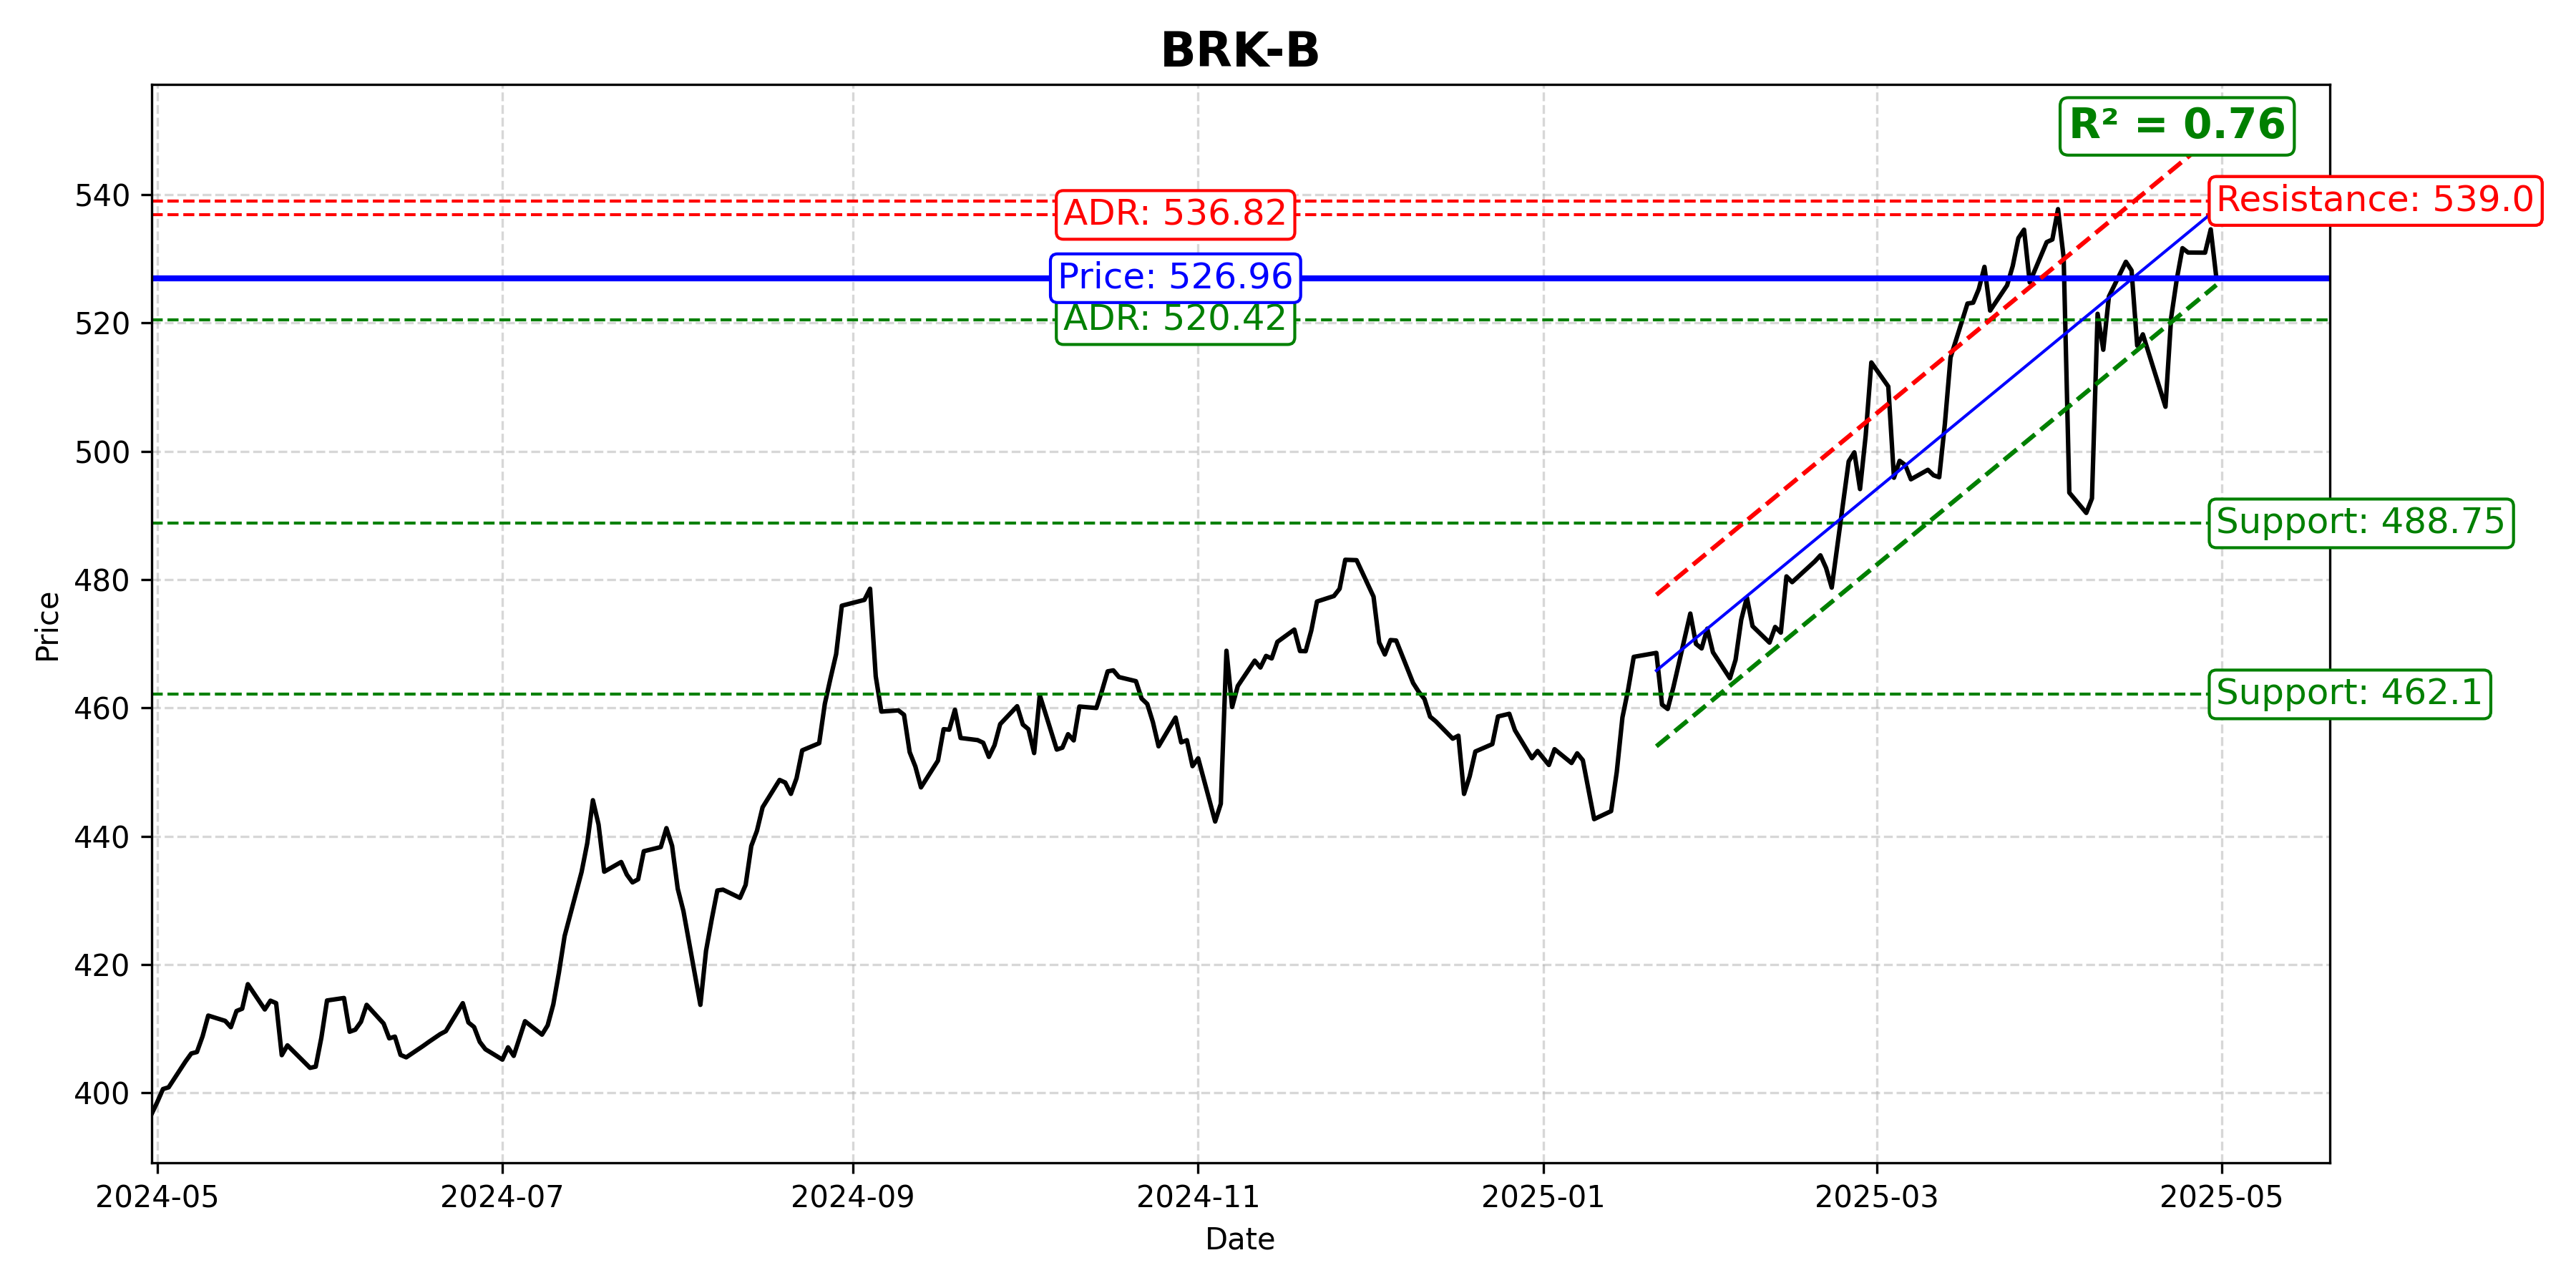 BRK-B
R² = 0.76
Resistance: 539.0
ADR: 536.82
Price: 526.96
ADR: 520.42
Support: 488.75
Support: 462.1
Price
540
520
500
480
460
440
420
400
2024-05 2024-07 2024-09 2024-11 2025-01 2025-03 2025-05
Date